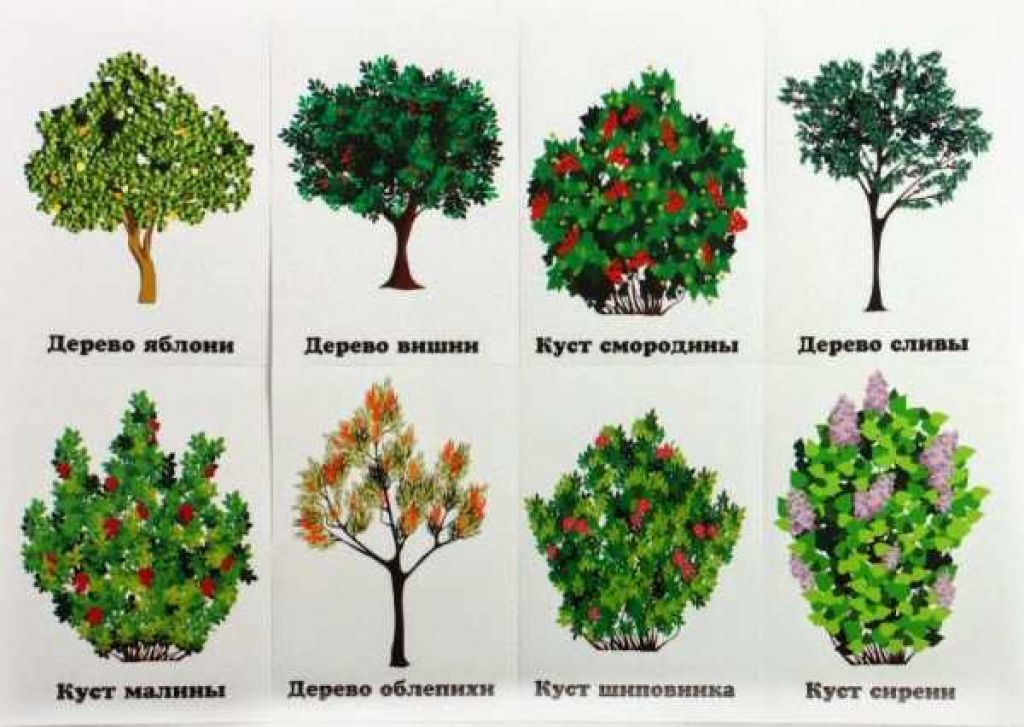 Дерево яблони
Дерево вишни
Куст смородины
Дерево сливы
Куст малины
Дерево облепихи
Куст шиповника
Куст сирени